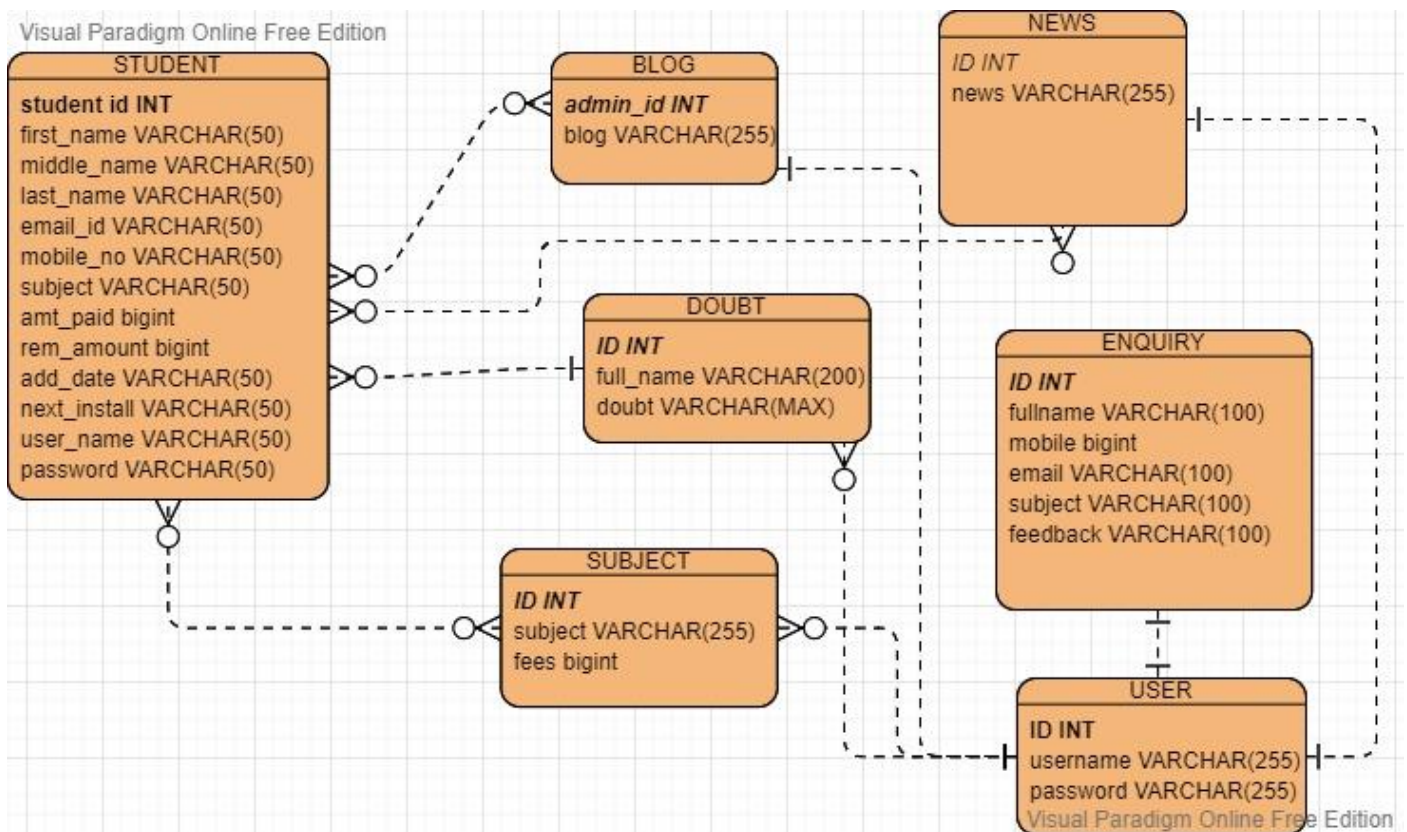 Visual Paradigm Online Free Edition
STUDENT
student id INT
first_name VARCHAR(50)
middle_name VARCHAR(50)
last_name VARCHAR(50)
email_id VARCHAR(50)
mobile_no VARCHAR(50)
subject VARCHAR(50)
amt_paid bigint
rem_amount bigint
add_date VARCHAR(50)
next_install VARCHAR(50)
user_name VARCHAR(50)
password VARCHAR(50)
BLOG
admin_id INT
blog VARCHAR(255)
NEWS
ID INT
news VARCHAR(255)
DOUBT
ID INT
full_name VARCHAR(200)
doubt VARCHAR(MAX)
ENQUIRY
ID INT
fullname VARCHAR(100)
mobile bigint
email VARCHAR(100)
subject VARCHAR(100)
feedback VARCHAR(100)
SUBJECT
ID INT
subject VARCHAR(255)
fees bigint
USER
ID INT
username VARCHAR(255)
password VARCHAR(255)
Visual Paradigm Online Free Edition